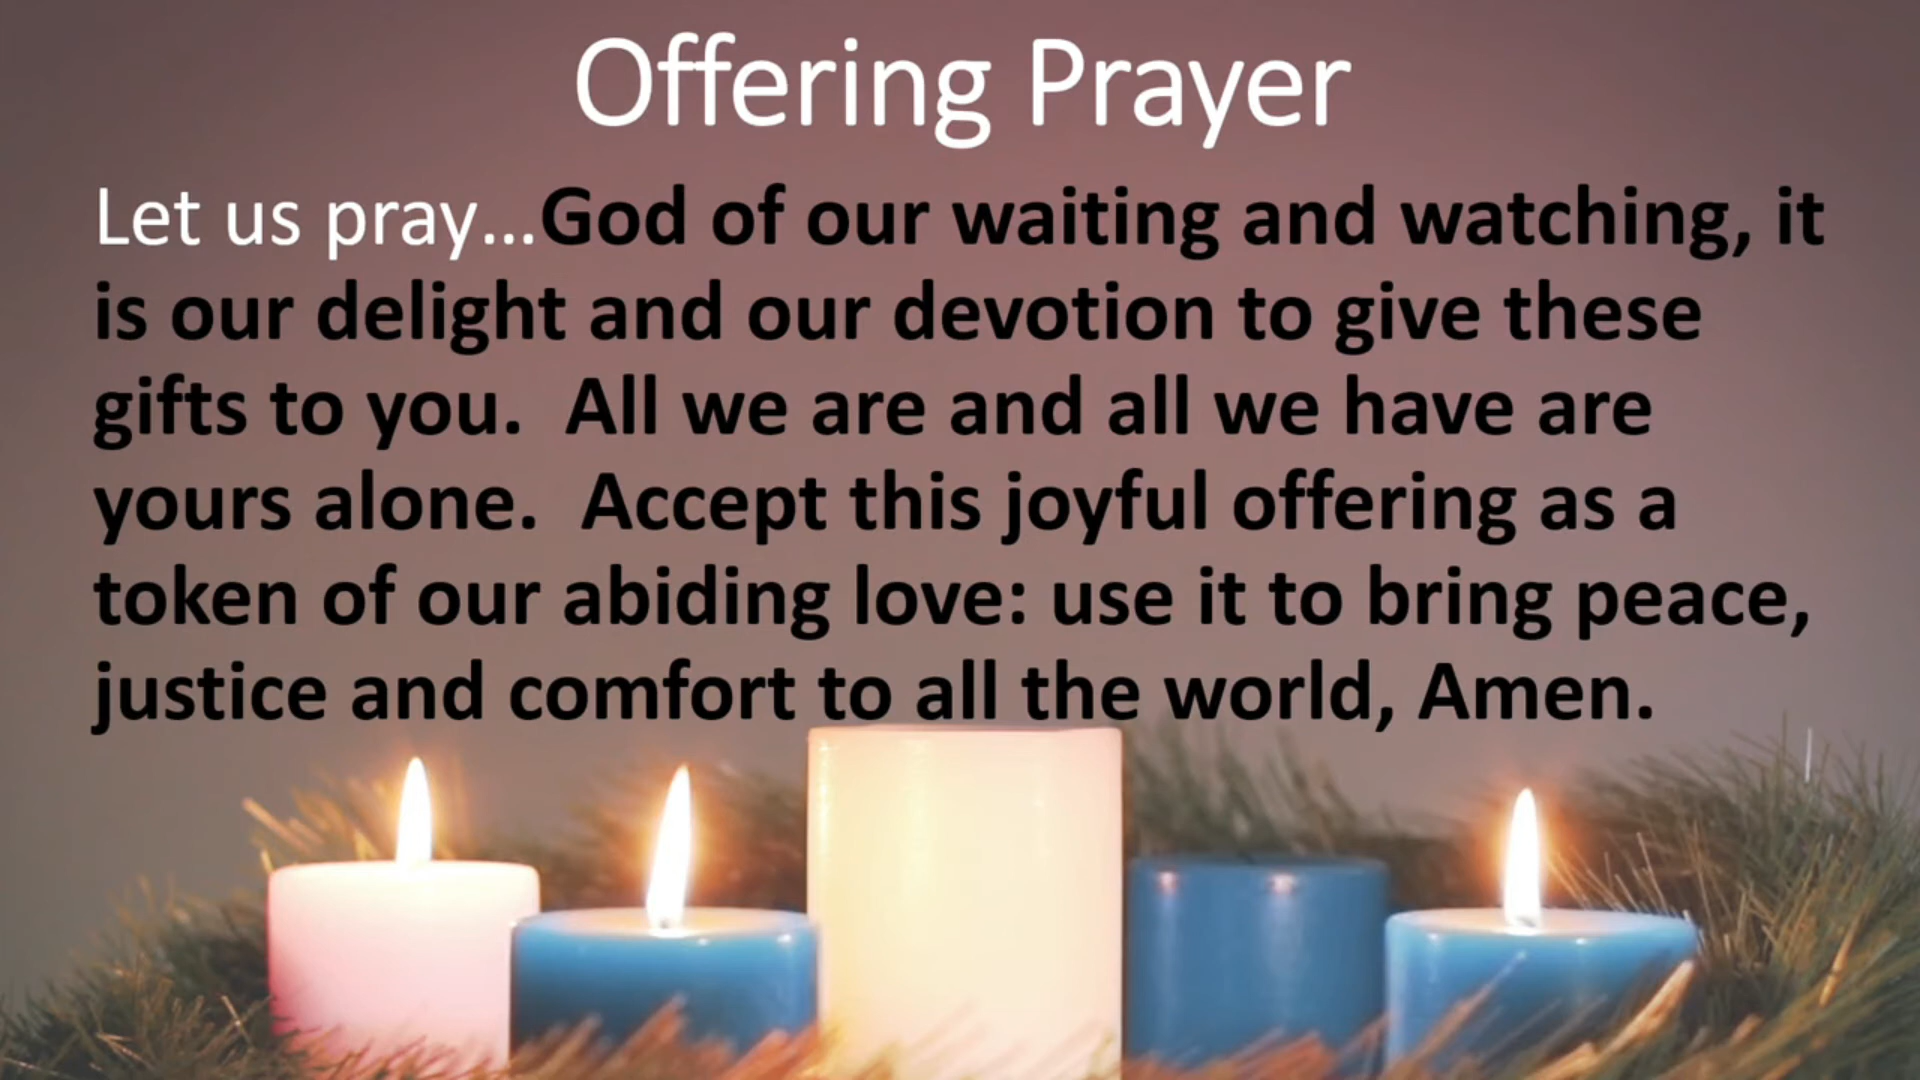 Offering Prayer
Let us pray...God of our waiting and watching, it
is our delight and our devotion to give these
gifts to you.  All we are and all we have are
yours alone.  Accept this joyful offering as a
token of our abiding love: use it to bring peace,
justice and comfort to all the world, Amen.